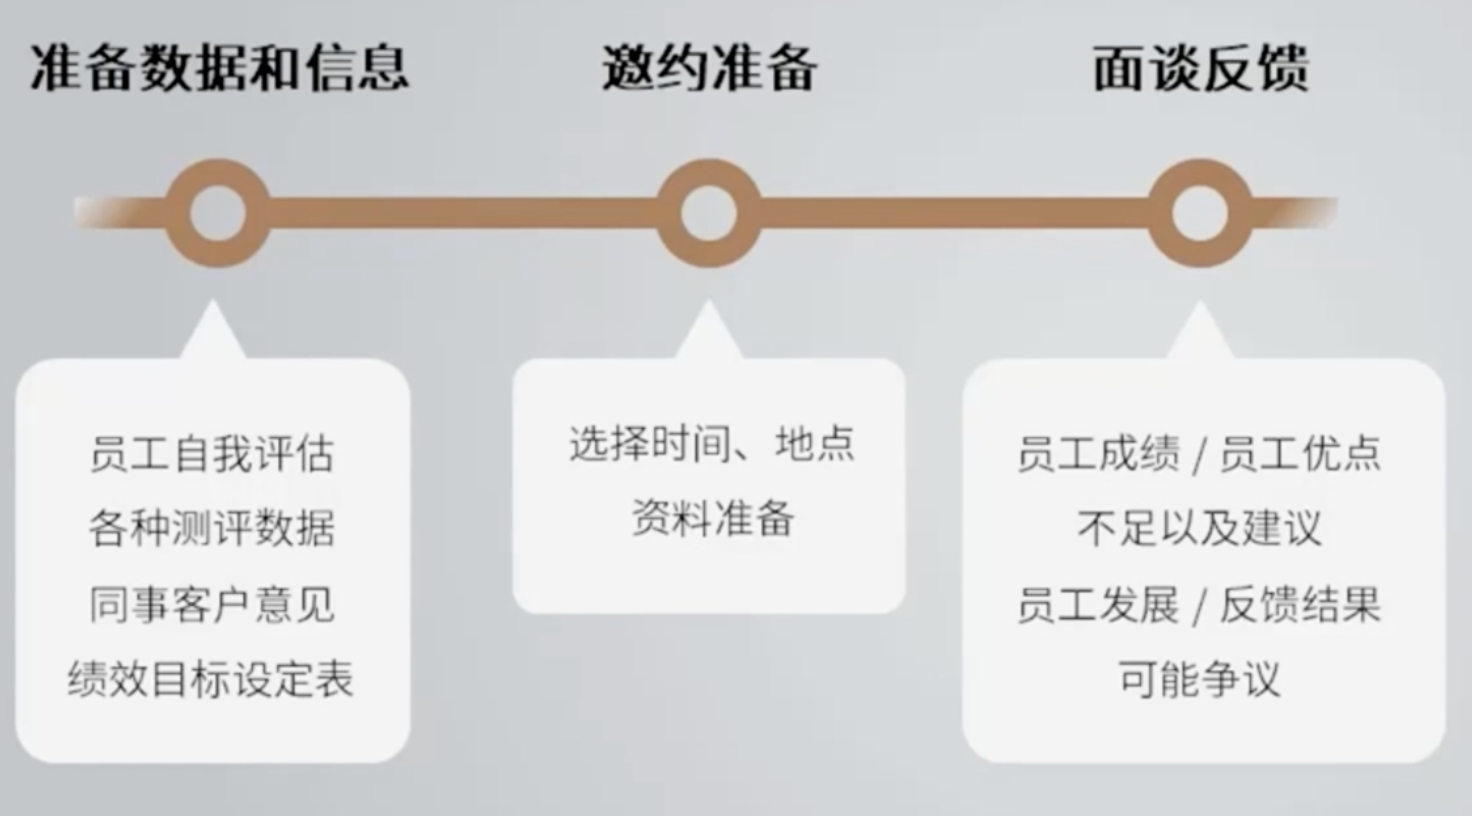 准备数据和信息
邀约准备
面谈反馈
员工自我评估
各种测评数据
同事客户意见
绩效目标设定表
选择时间、地点
资料准备
员工成绩 / 员工优点
不足以及建议
员工发展 / 反馈结果
可能争议